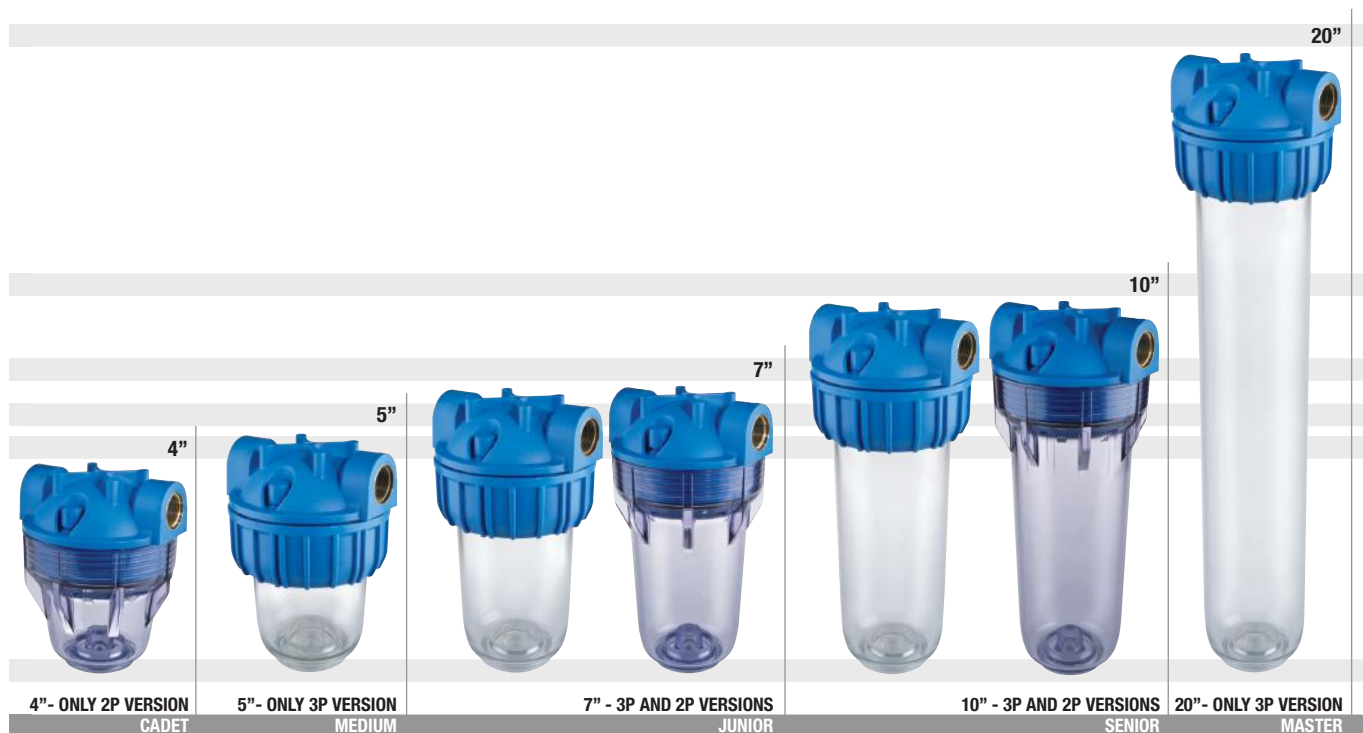 20”
10”
7”
5”
4”
4”- ONLY 2P VERSION
5”- ONLY 3P VERSION
7” - 3P AND 2P VERSIONS
10” - 3P AND 2P VERSIONS
20”- ONLY 3P VERSION
CADET
MEDIUM
JUNIOR
SENIOR
MASTER